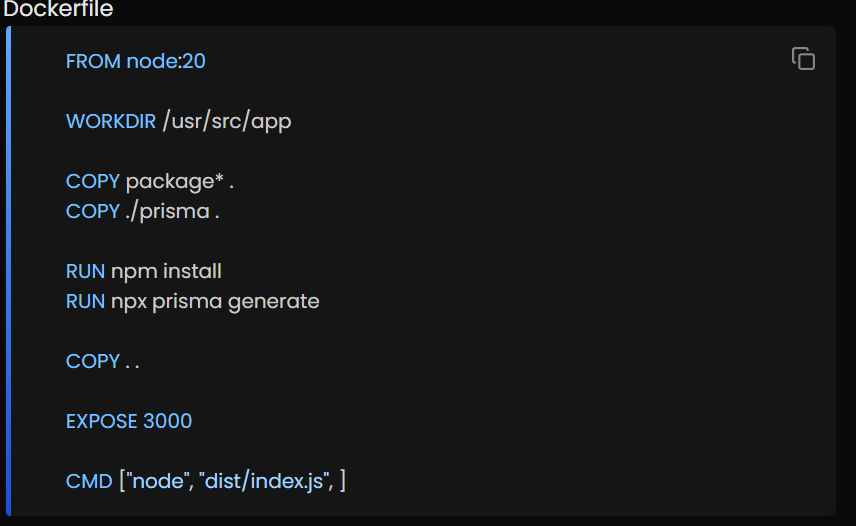 Dockerfile
FROM node:20
WORKDIR /usr/src/app
COPY package* .
COPY ./prisma .
RUN npm install
RUN npx prisma generate
COPY . .
EXPOSE 3000
CMD ["node", "dist/index.js", ]